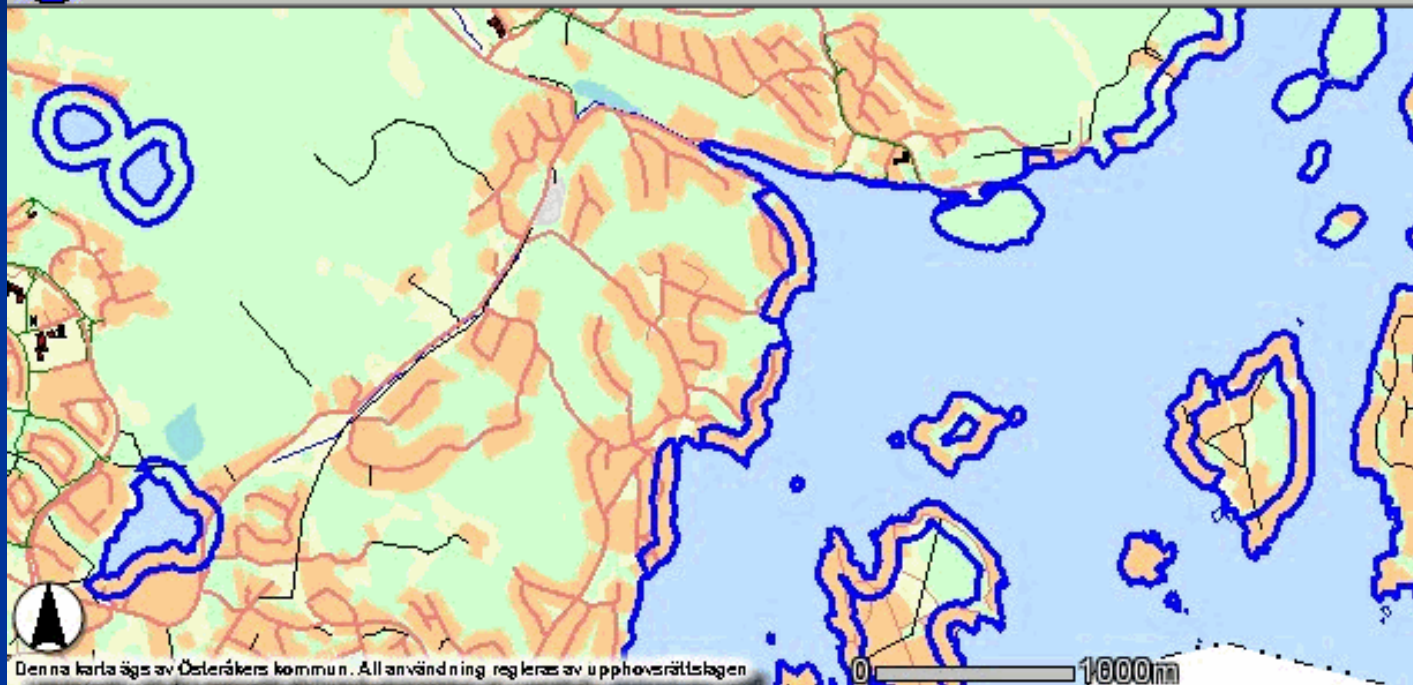 Denna karta ägs av Österåkers kommun. All användning regleras av upphovsrättslagen
0 1000m